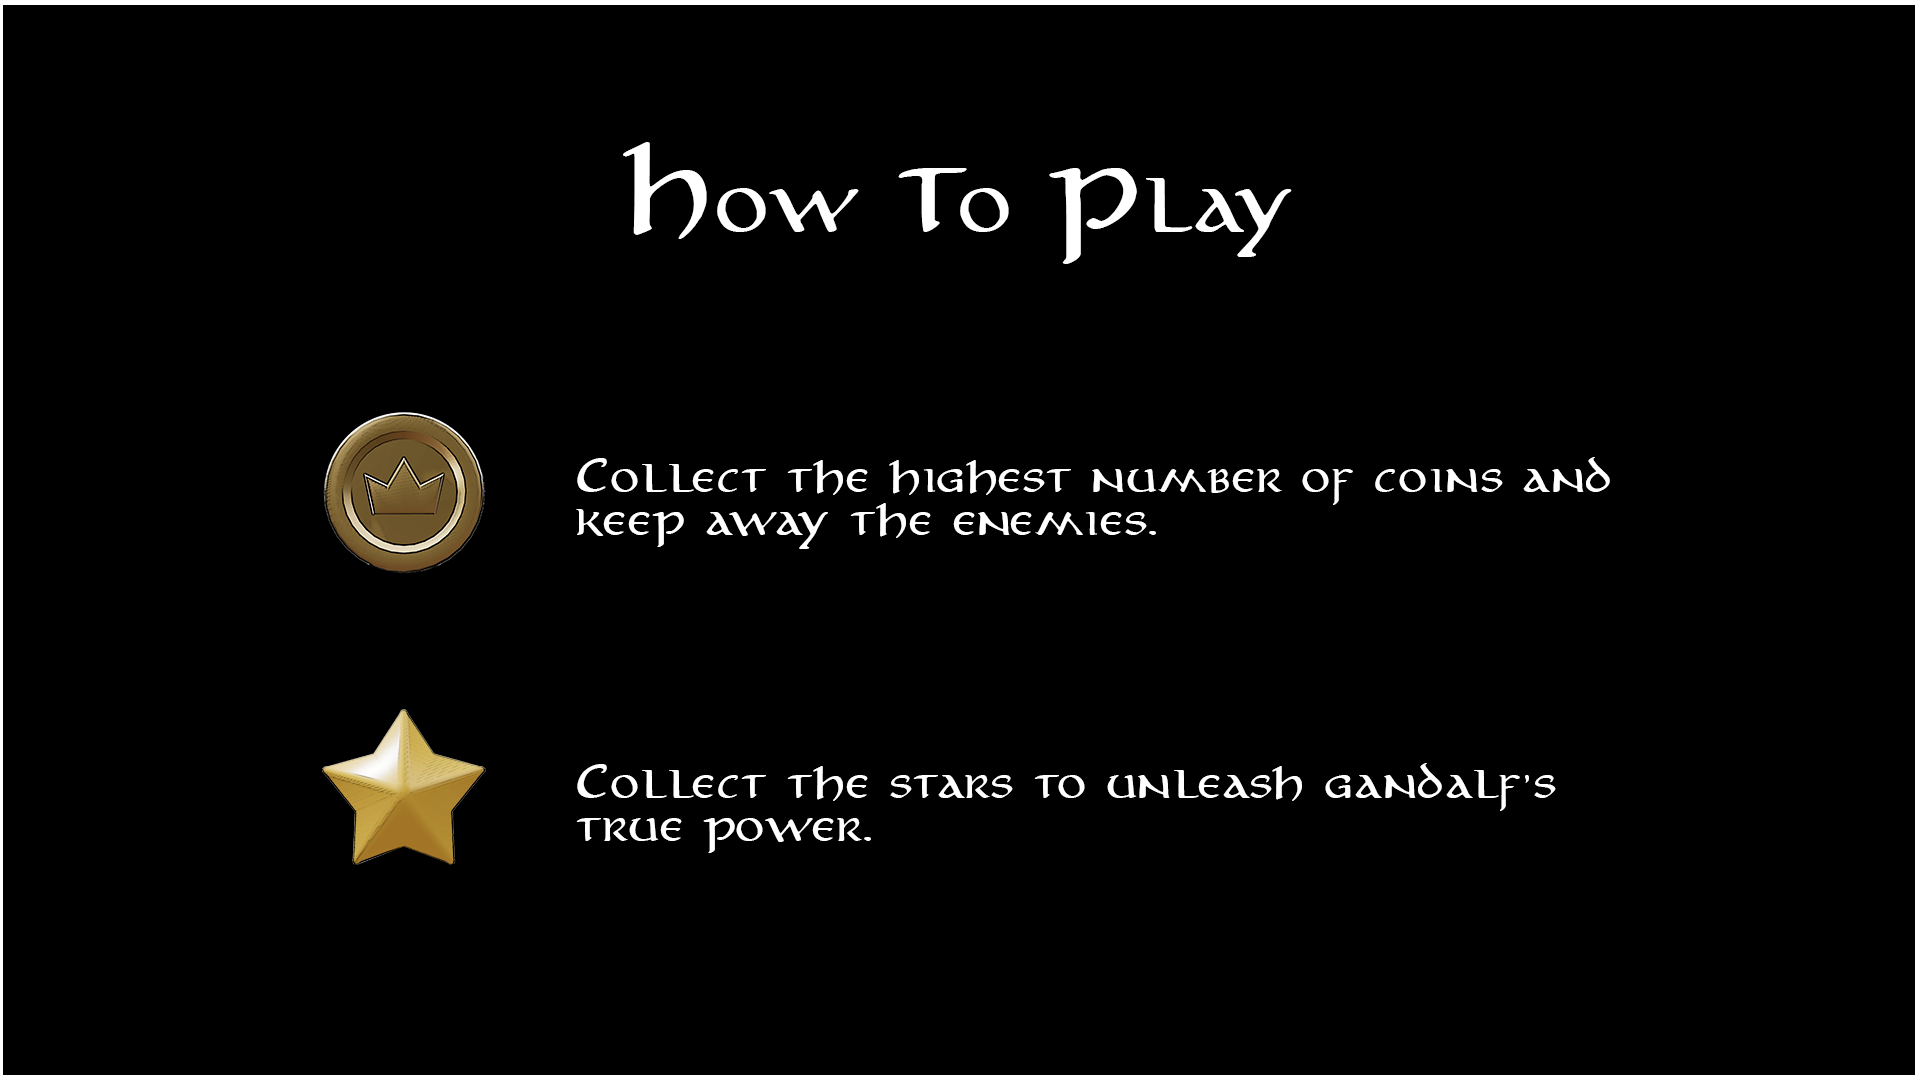 How To Play
Collect the highest number of coins and
keep away the enemies.
Collect the stars to unleash gandalf's
true power.